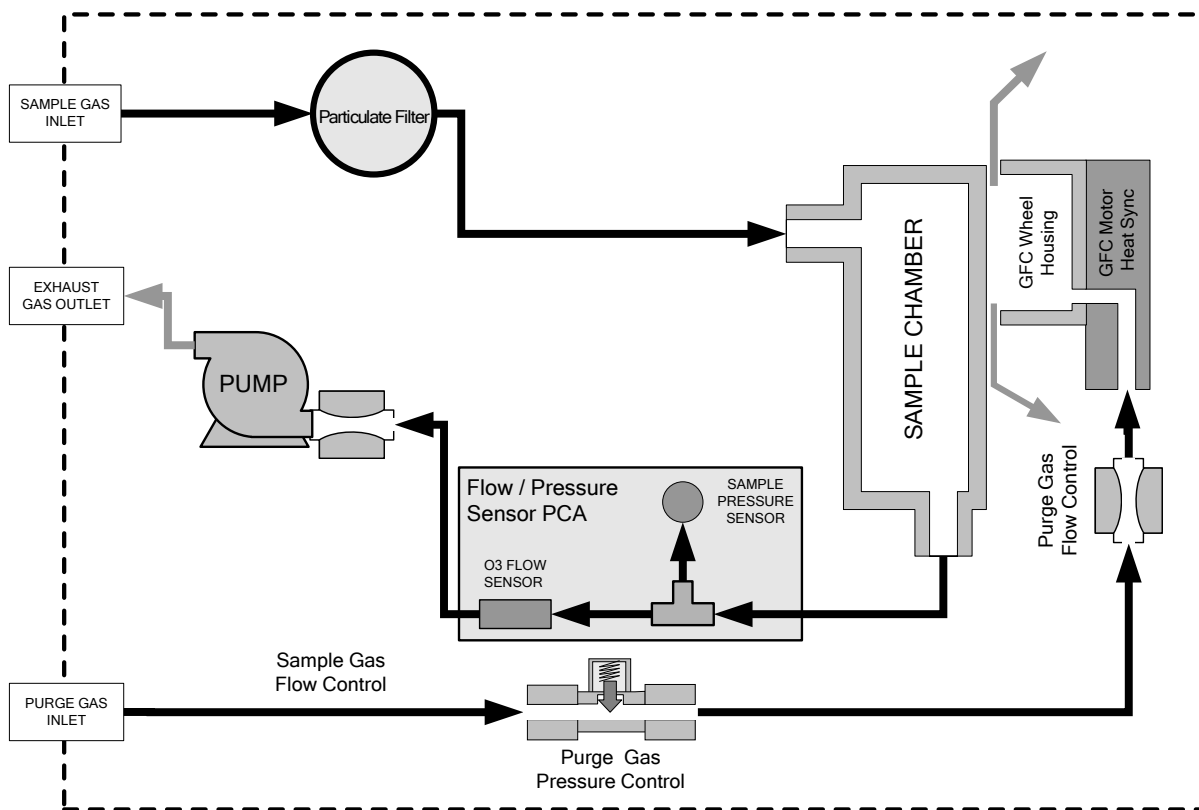 SAMPLE GAS
INLET
Particulate Filter
EXHAUST
GAS OUTLET
PUMP
SAMPLE CHAMBER
GFC Wheel
Housing
GFC Motor
Heat Sync
Flow / Pressure
Sensor PCA
SAMPLE
PRESSURE
SENSOR
O3 FLOW
SENSOR
Purge Gas
Flow Control
Sample Gas
Flow Control
PURGE GAS
INLET
Purge Gas
Pressure Control